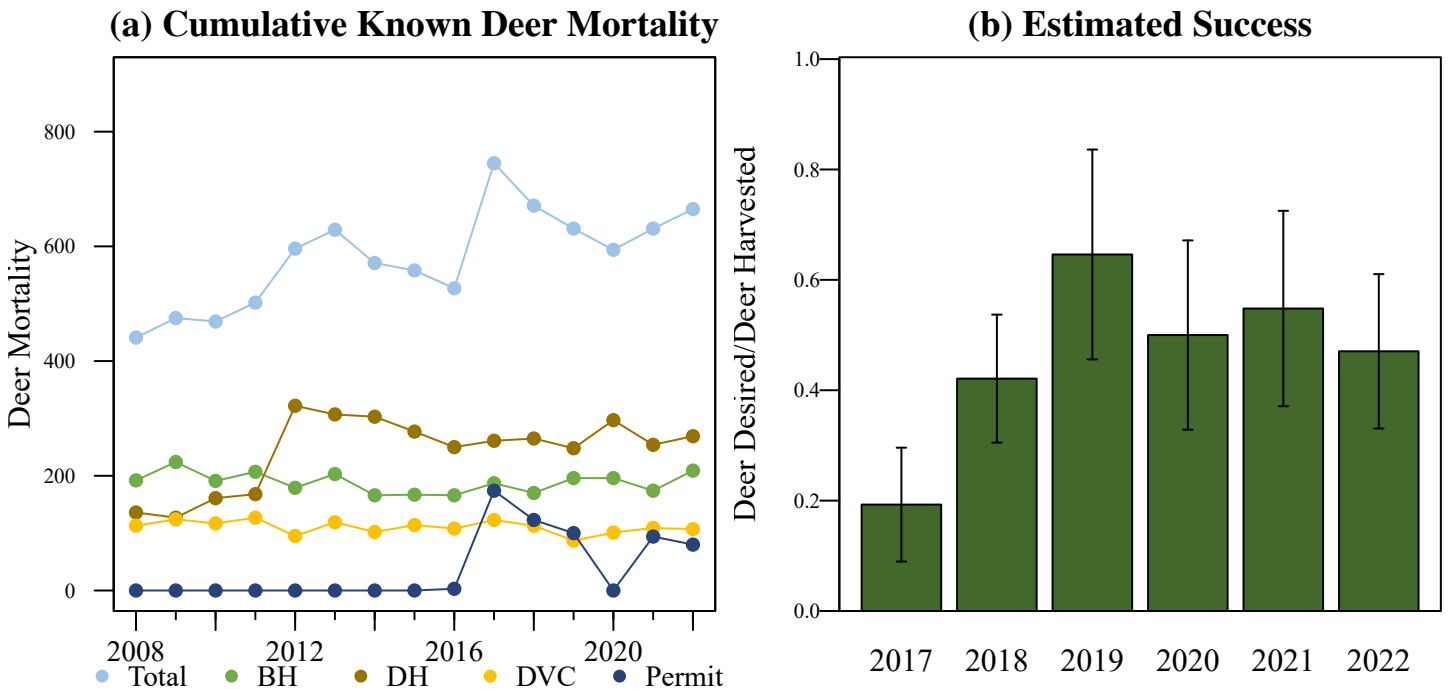 (a) Cumulative Known Deer Mortality
Deer Mortality
800
600
400
200
0
2008 2012 2016 2020
Total BH DH DVC Permit
(b) Estimated Success
Deer Desired/Deer Harvested
1.0
0.8
0.6
0.4
0.2
0.0
2017 2018 2019 2020 2021 2022